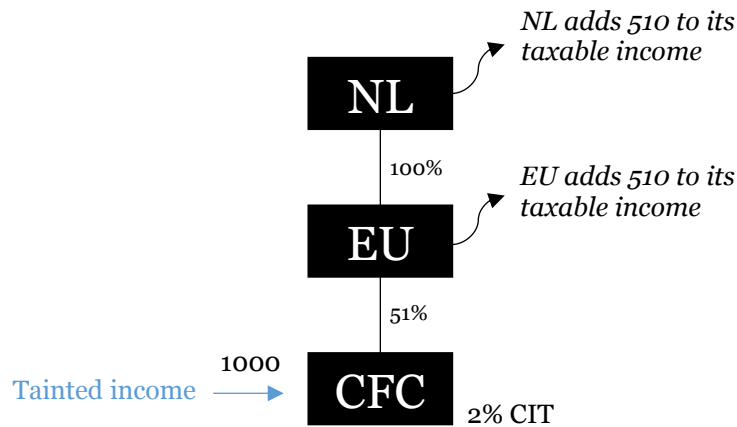 NL adds 510 to its
taxable income
NL
100%
EU adds 510 to its
taxable income
EU
51%
1000
Tainted income
CFC
2% CIT